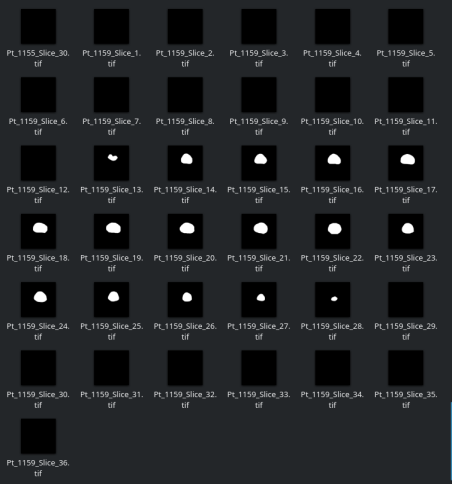 Pt_1155_Slice_30. Pt_1159_Slice_1. Pt_1159_Slice_2. Pt_1159_Slice_3. Pt_1159_Slice_4. Pt_1159_Slice_5.
tif tif tif tif tif tif
Pt_1159_Slice_6. Pt_1159_Slice_7. Pt_1159_Slice_8. Pt_1159_Slice_9. Pt_1159_Slice_10. Pt_1159_Slice_11.
tif tif tif tif tif tif
Pt_1159_Slice_12. Pt_1159_Slice_13. Pt_1159_Slice_14. Pt_1159_Slice_15. Pt_1159_Slice_16. Pt_1159_Slice_17.
tif tif tif tif tif tif
Pt_1159_Slice_18. Pt_1159_Slice_19. Pt_1159_Slice_20. Pt_1159_Slice_21. Pt_1159_Slice_22. Pt_1159_Slice_23.
tif tif tif tif tif tif
Pt_1159_Slice_24. Pt_1159_Slice_25. Pt_1159_Slice_26. Pt_1159_Slice_27. Pt_1159_Slice_28. Pt_1159_Slice_29.
tif tif tif tif tif tif
Pt_1159_Slice_30. Pt_1159_Slice_31. Pt_1159_Slice_32. Pt_1159_Slice_33. Pt_1159_Slice_34. Pt_1159_Slice_35.
tif tif tif tif tif tif
Pt_1159_Slice_36.
tif